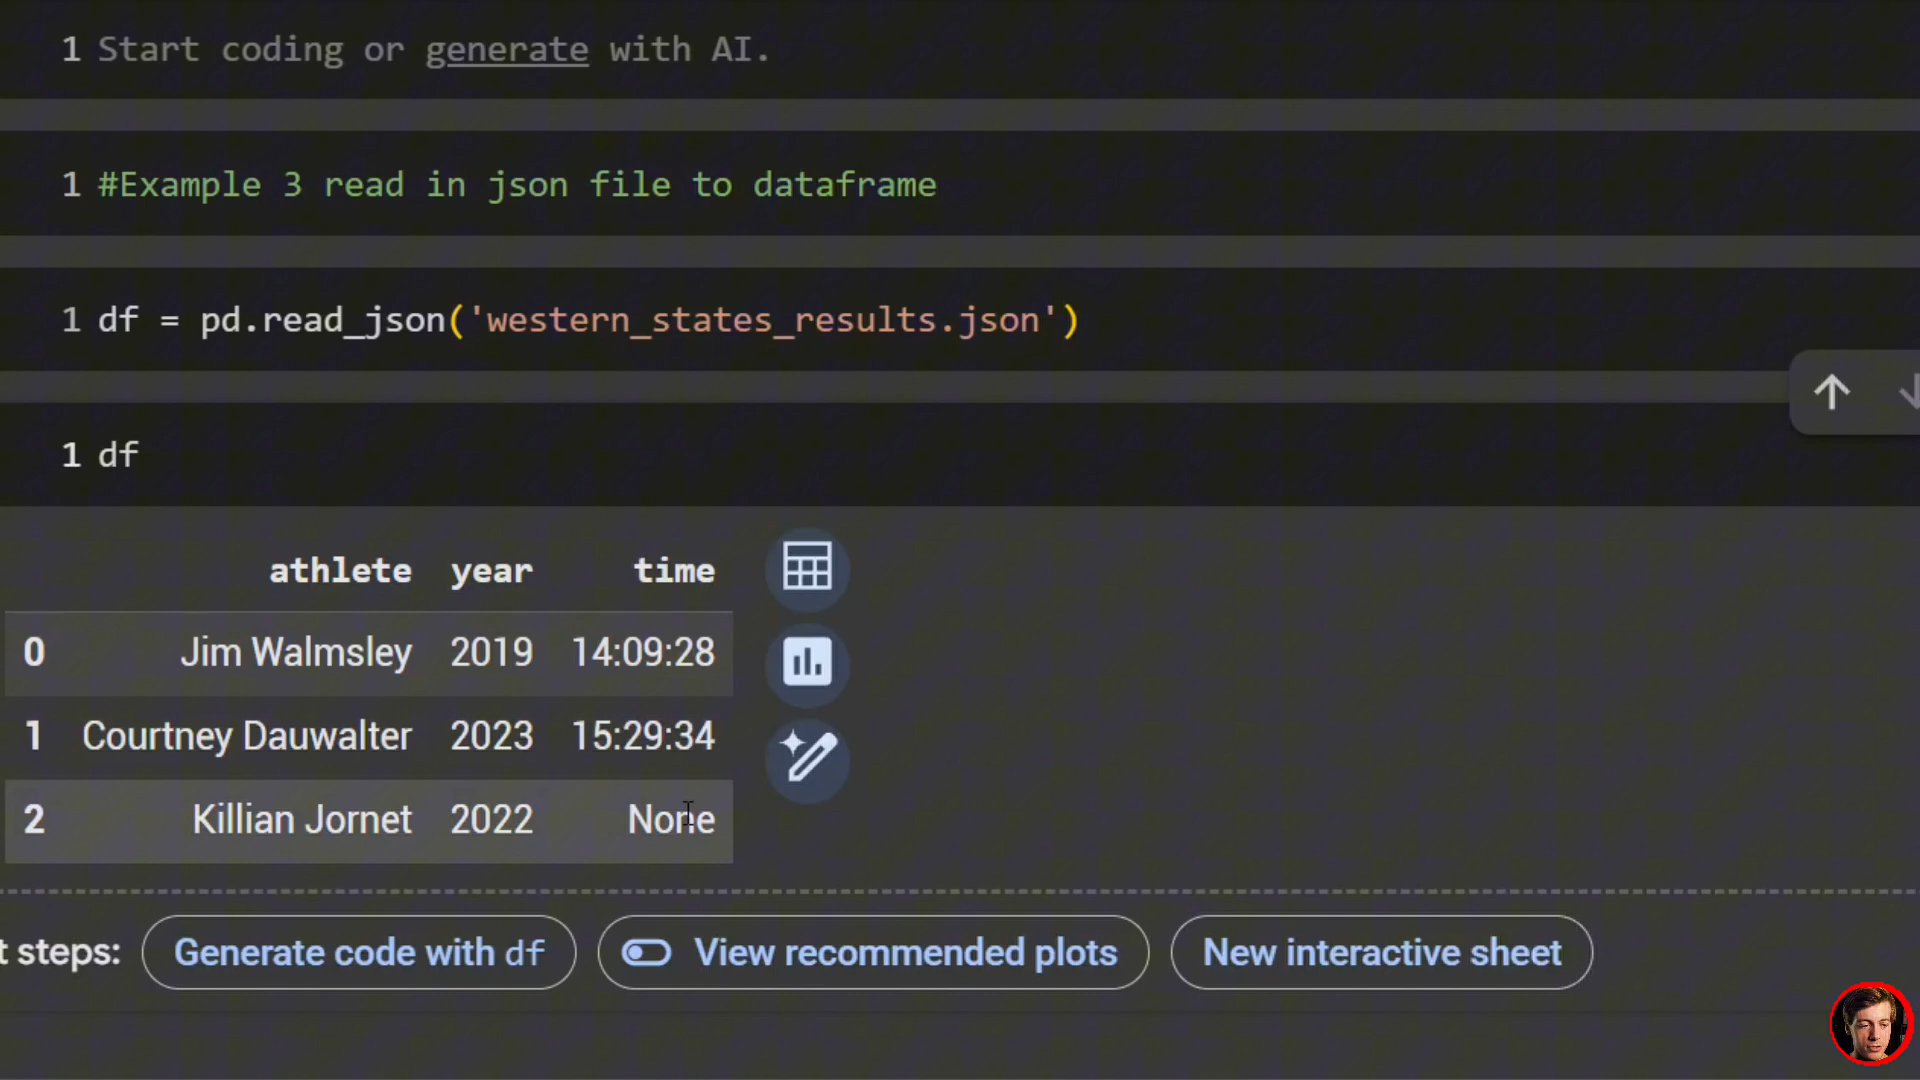 1 Start coding or generate with AI.
1 #Example 3 read in json file to dataframe
1 df = pd.read_json('western_states_results.json')
1 df
athlete year time
0 Jim Walmsley 2019 14:09:28
1 Courtney Dauwalter 2023 15:29:34
2 Killian Jornet 2022 None
t steps: Generate code with df View recommended plots New interactive sheet